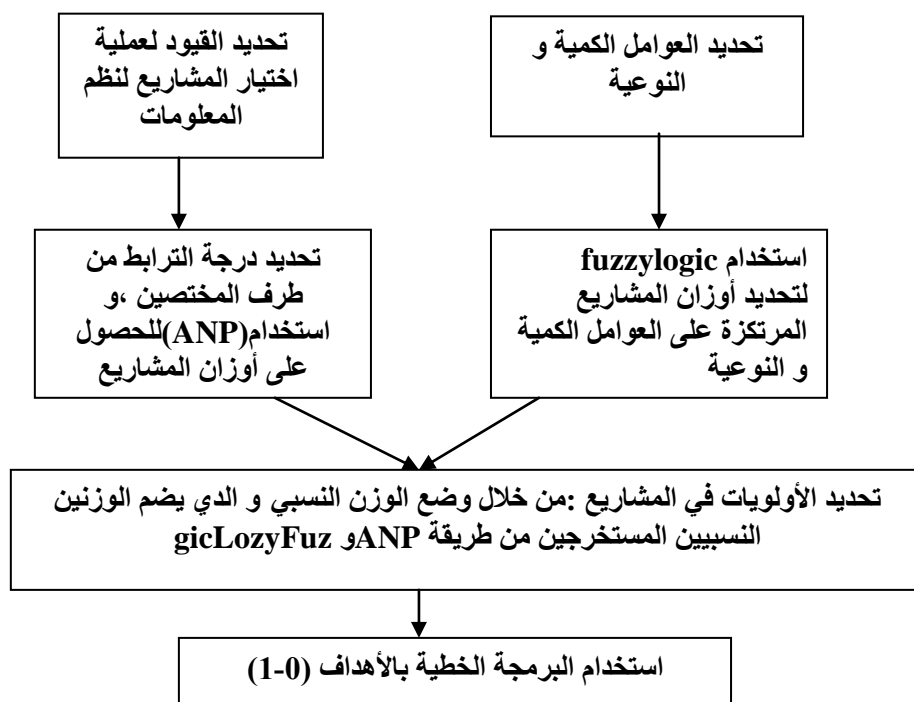 تحديد القيود لعملية
اختيار المشاريع لنظم
المعلومات
تحديد العوامل الكمية و
النوعية
تحديد درجة الترابط من
طرف المختصين ،و
استخدام(ANP)للحصول
على أوزان المشاريع
استخدام fuzzylogic
لتحديد أوزان المشاريع
المرتكزة على العوامل الكمية
و النوعية
تحديد الأولويات في المشاريع :من خلال وضع الوزن النسبي و الدي يضم الوزنين
النسبيين المستخرجين من طريقة ANPو gicLozyFuz
استخدام البرمجة الخطية بالأهداف (0-1)